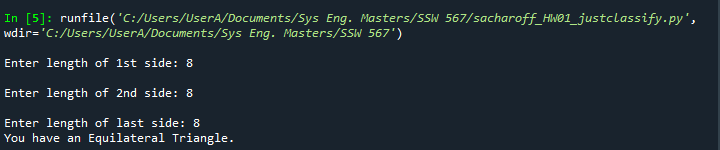 In [5]: runfile('C:/Users/UserA/Documents/Sys Eng. Masters/SSW 567/sacharoff_HW01_justclassify.py',
wdir='C:/Users/UserA/Documents/Sys Eng. Masters/SSW 567')
Enter length of 1st side: 8
Enter length of 2nd side: 8
Enter length of last side: 8
You have an Equilateral Triangle.